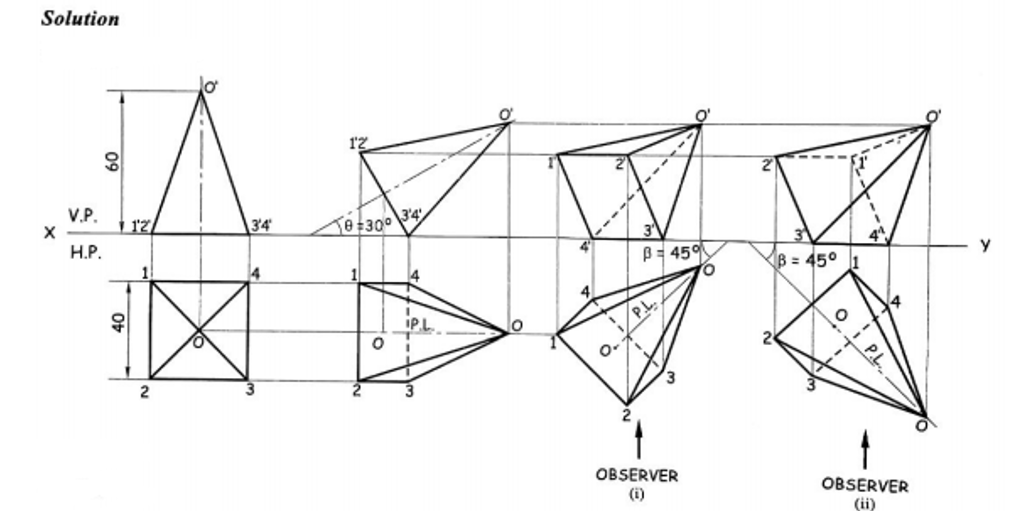 Solution
O'
60
V.P.
X
H.P.
1'2'
3'4'
1
4
40
O
2
3
1'2'
O'
θ = 30°
3'4'
1
4
P.L.
O
O
2
3
O'
1'
2'
4'
3'
β = 45°
O
4
P.L.
1
O
3
2
OBSERVER
(i)
O'
2'
1'
3'
4'
y
β = 45°
1
4
O
2
P.L.
3
O
OBSERVER
(ii)